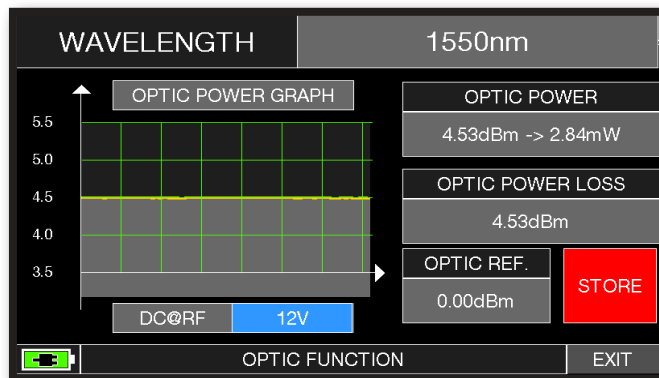 WAVELENGTH 1550nm
OPTIC POWER GRAPH
5.5
5.0
4.5
4.0
3.5
DC@RF 12V
OPTIC POWER
4.53dBm -> 2.84mW
OPTIC POWER LOSS
4.53dBm
OPTIC REF.
0.00dBm
STORE
OPTIC FUNCTION EXIT